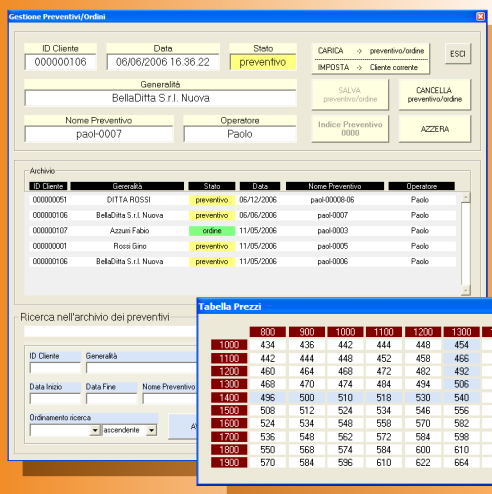 Gestione Preventivi/Ordini
ID Cliente Data Stato
000000106 06/06/2006 16.36.22 preventivo
CARICA -> preventivo/ordine
IMPOSTA -> Cliente corrente
ESCI
Generalità
BellaDitta S.r.l. Nuova
SALVA
preventivo/ordine
CANCELLA
preventivo/ordine
Nome Preventivo Operatore
paol-0007 Paolo
Indice Preventivo
0000
AZZERA
Archivio
ID Cliente Generalità Stato Data Nome Preventivo Operatore
000000051 DITTA ROSSI preventivo 06/12/2006 paol-00008-06 Paolo
000000106 BellaDitta S.r.l. Nuova preventivo 06/06/2006 paol-0007 Paolo
000000107 Azzurri Fabio ordine 11/05/2006 paol-0003 Paolo
000000001 Rossi Gino preventivo 11/05/2006 paol-0005 Paolo
000000106 BellaDitta S.r.l. Nuova preventivo 11/05/2006 paol-0006 Paolo
Ricerca nell'archivio dei preventivi
ID Cliente Generalità
Data Inizio Data Fine Nome Preventivo
Ordinamento ricerca
ascendente
Tabella Prezzi
800 900 1000 1100 1200 1300
1000 434 436 442 444 448 454
1100 442 444 448 452 458 466
1200 460 464 468 472 482 492
1300 468 470 474 484 494 506
1400 496 500 510 518 530 540
1500 508 512 524 534 546 556
1600 524 534 548 558 570 582
1700 536 548 562 572 584 598
1800 550 568 574 584 600 610
1900 570 584 596 610 622 664